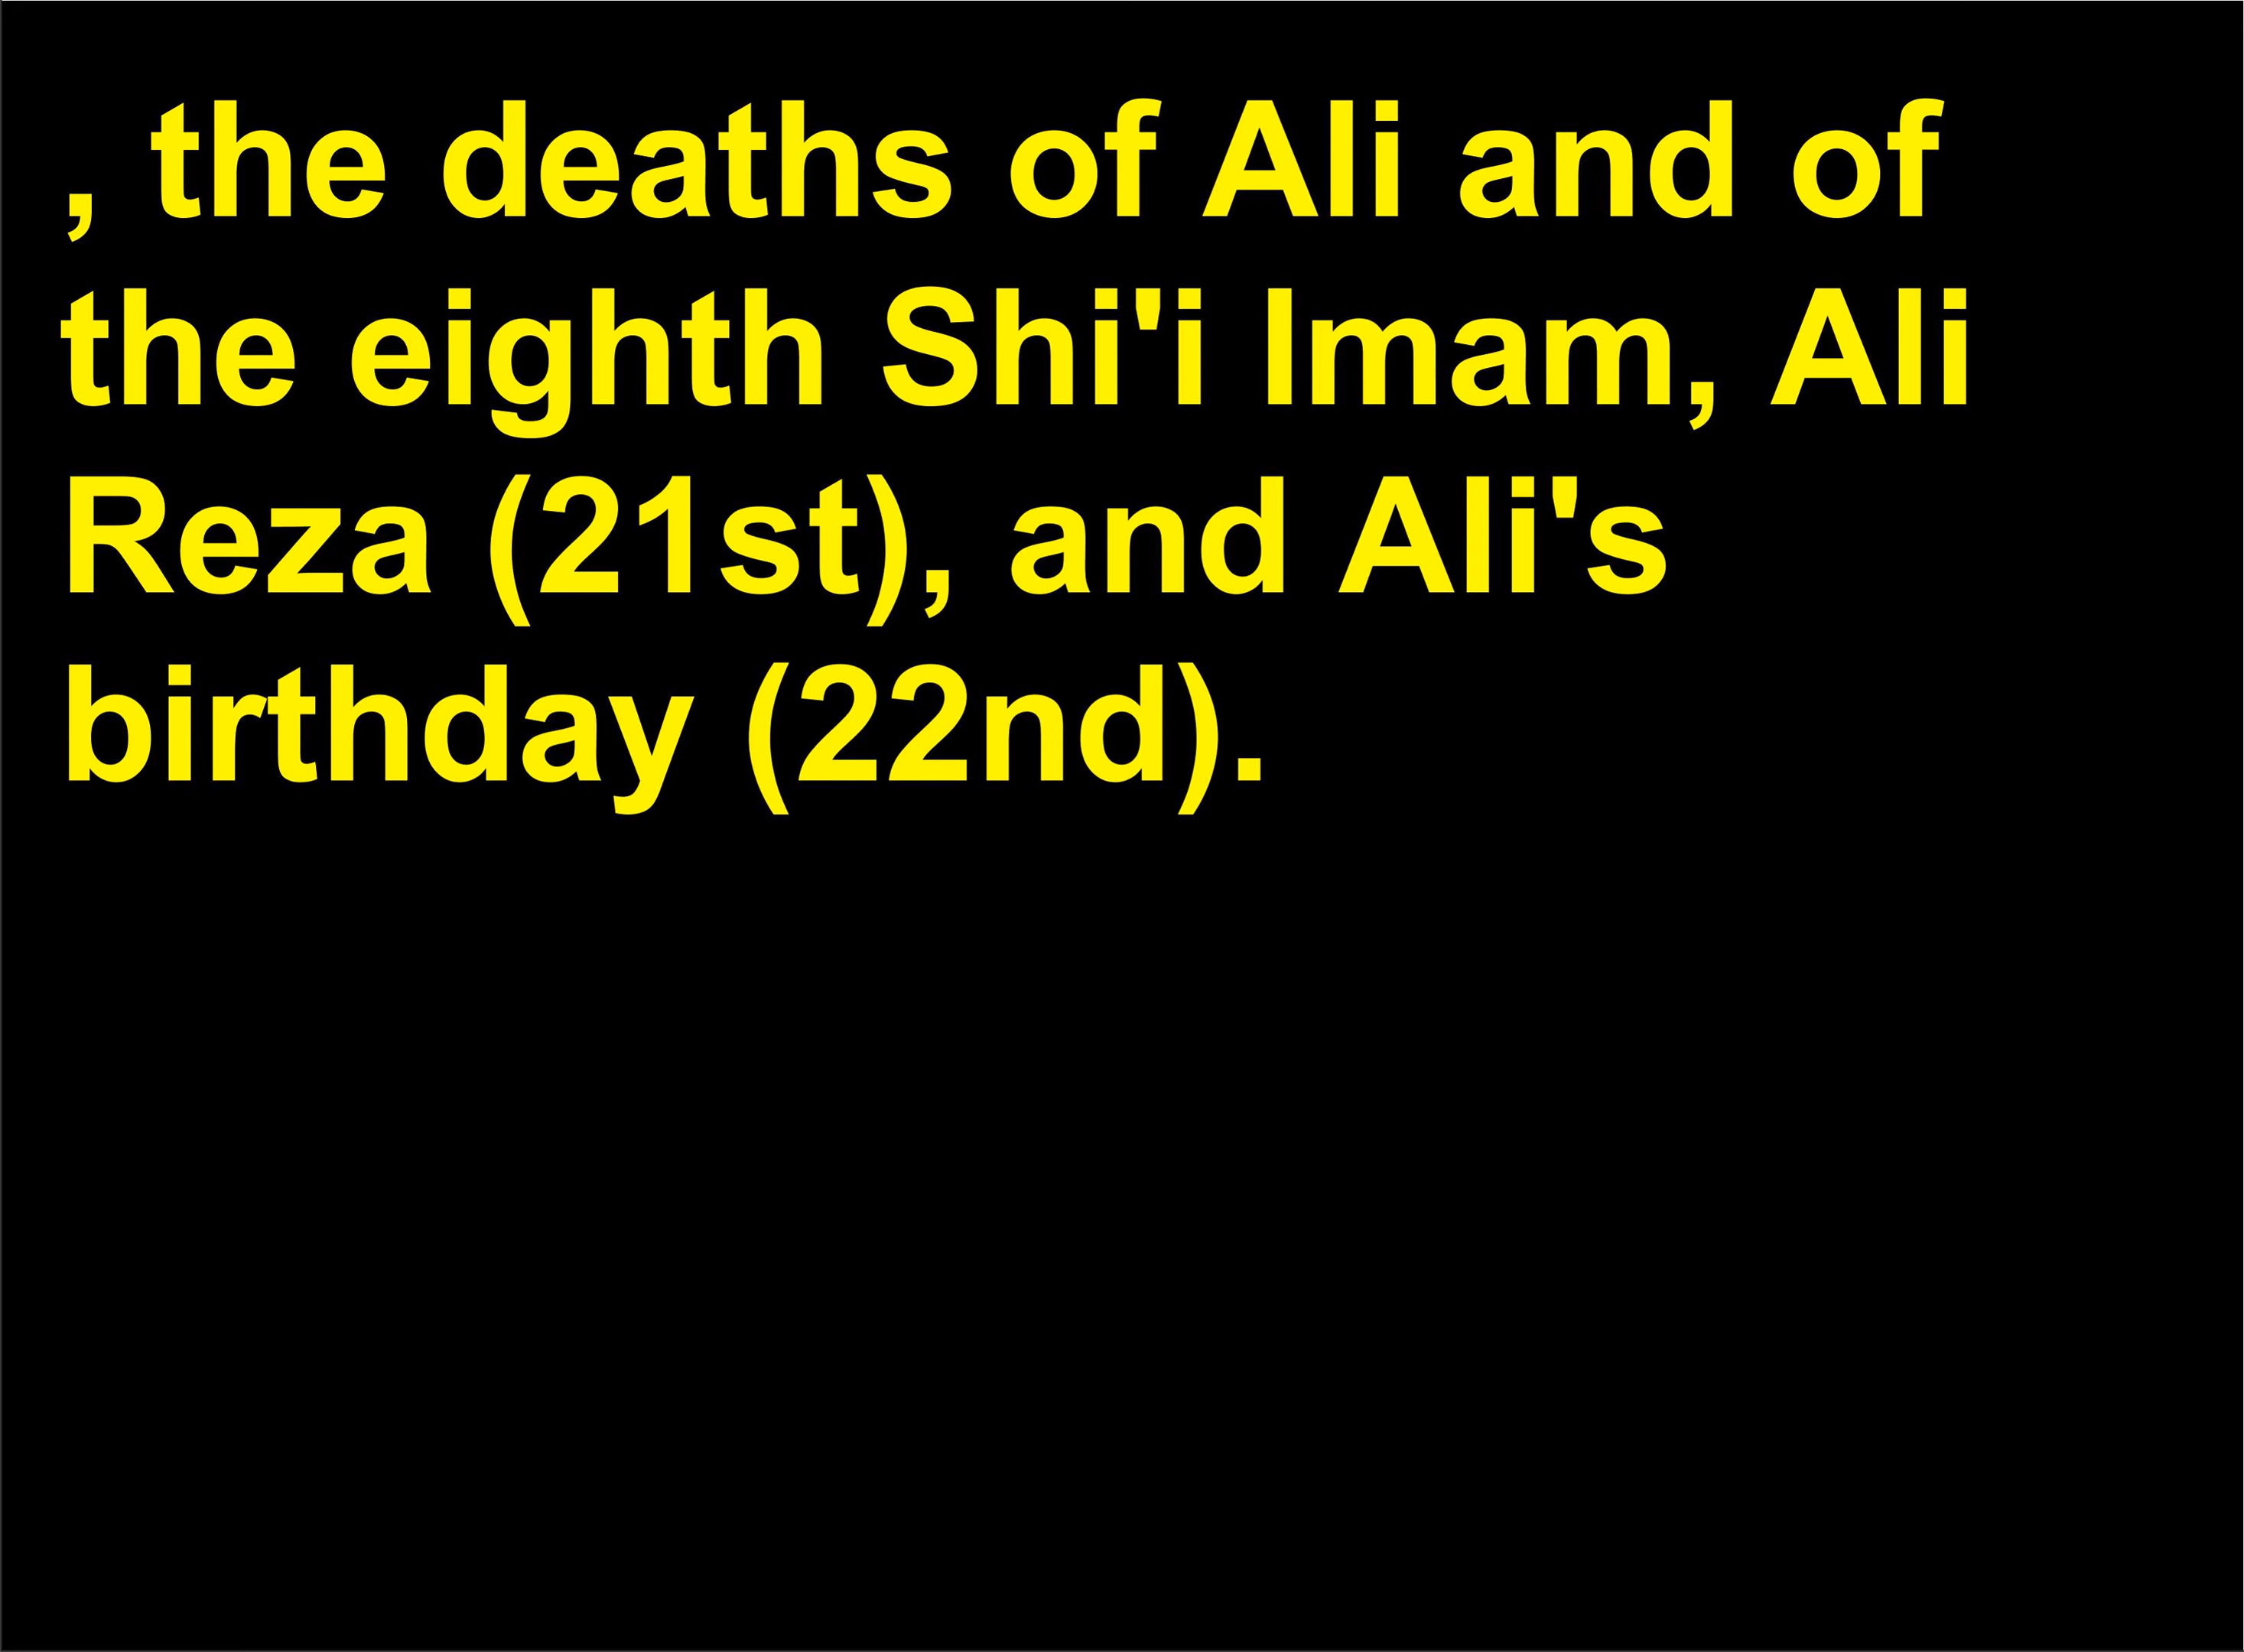 , the deaths of Ali and of
the eighth Shi'i Imam, Ali
Reza (21st), and Ali's
birthday (22nd).